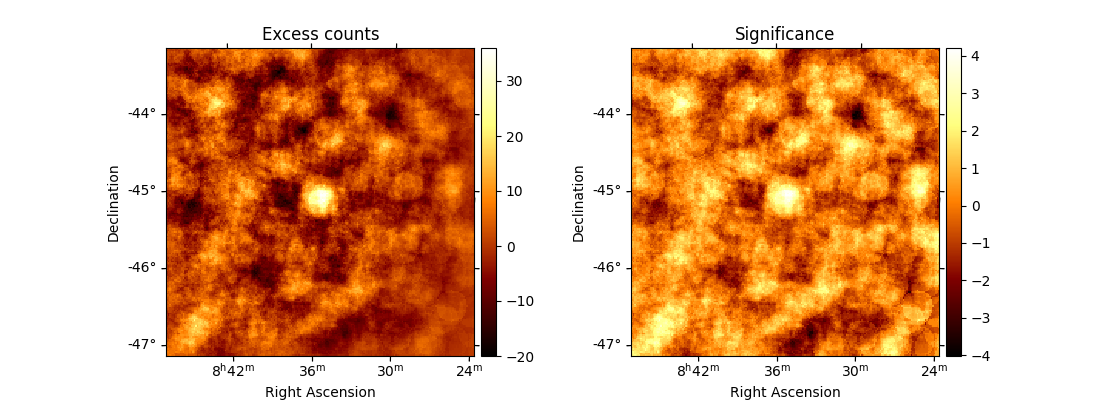 Excess counts
-44°
-45°
-46°
-47°
Declination
8ʰ42ᵐ 36ᵐ 30ᵐ 24ᵐ
Right Ascension
30
20
10
0
−10
−20
Significance
-44°
-45°
-46°
-47°
Declination
8ʰ42ᵐ 36ᵐ 30ᵐ 24ᵐ
Right Ascension
4
3
2
1
0
−1
−2
−3
−4